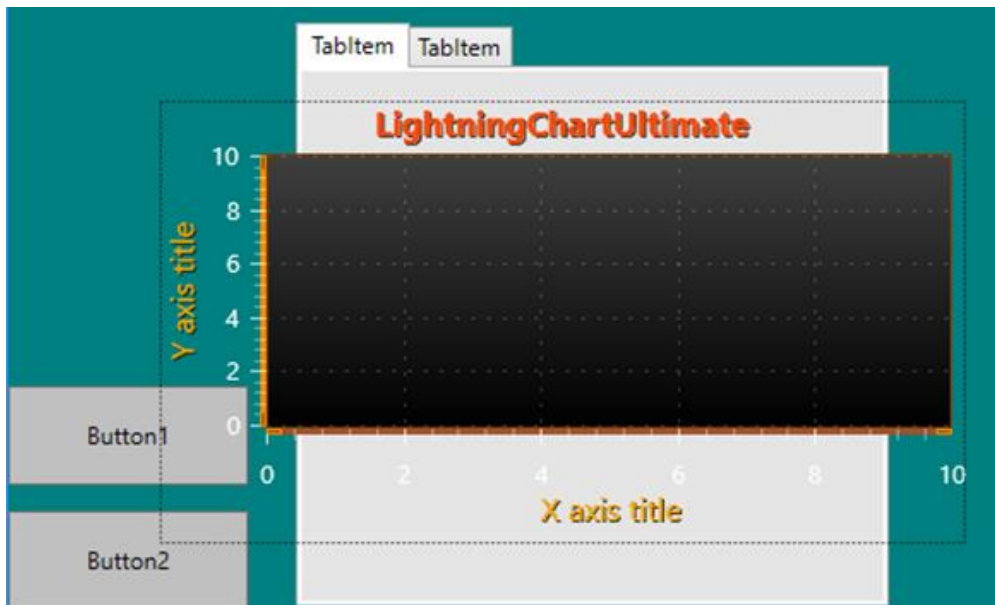 TabItem TabItem
LightningChartUltimate
10
8
6
4
2
0
Y axis title
0 2 4 6 8 10
X axis title
Button1
Button2